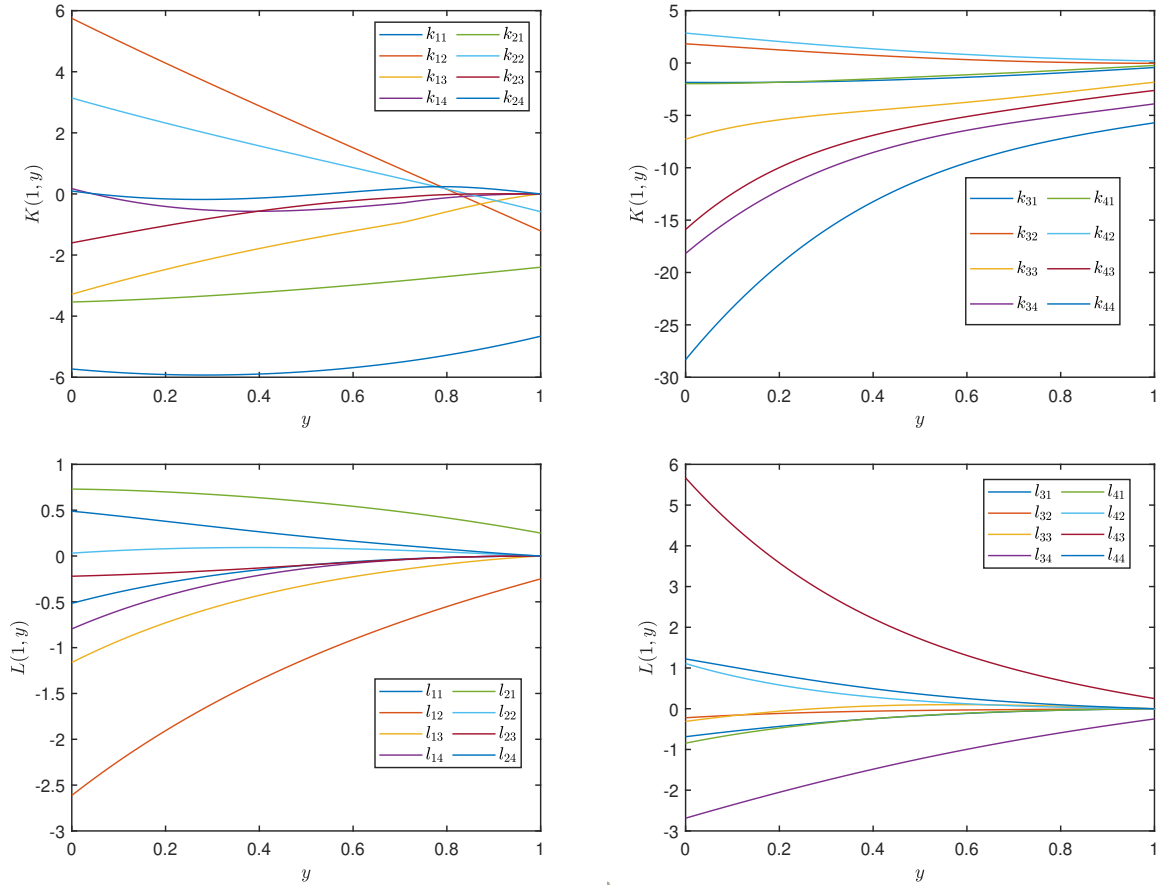 6
4
2
0
-2
-4
-6
K(1, y)
k11 k21
k12 k22
k13 k23
k14 k24
0 0.2 0.4 0.6 0.8 1
y
5
0
-5
-10
-15
-20
-25
-30
K(1, y)
k31 k41
k32 k42
k33 k43
k34 k44
0 0.2 0.4 0.6 0.8 1
y
1
0.5
0
-0.5
-1
-1.5
-2
-2.5
-3
L(1, y)
l11 l21
l12 l22
l13 l23
l14 l24
0 0.2 0.4 0.6 0.8 1
y
6
5
4
3
2
1
0
-1
-2
-3
L(1, y)
l31 l41
l32 l42
l33 l43
l34 l44
0 0.2 0.4 0.6 0.8 1
y